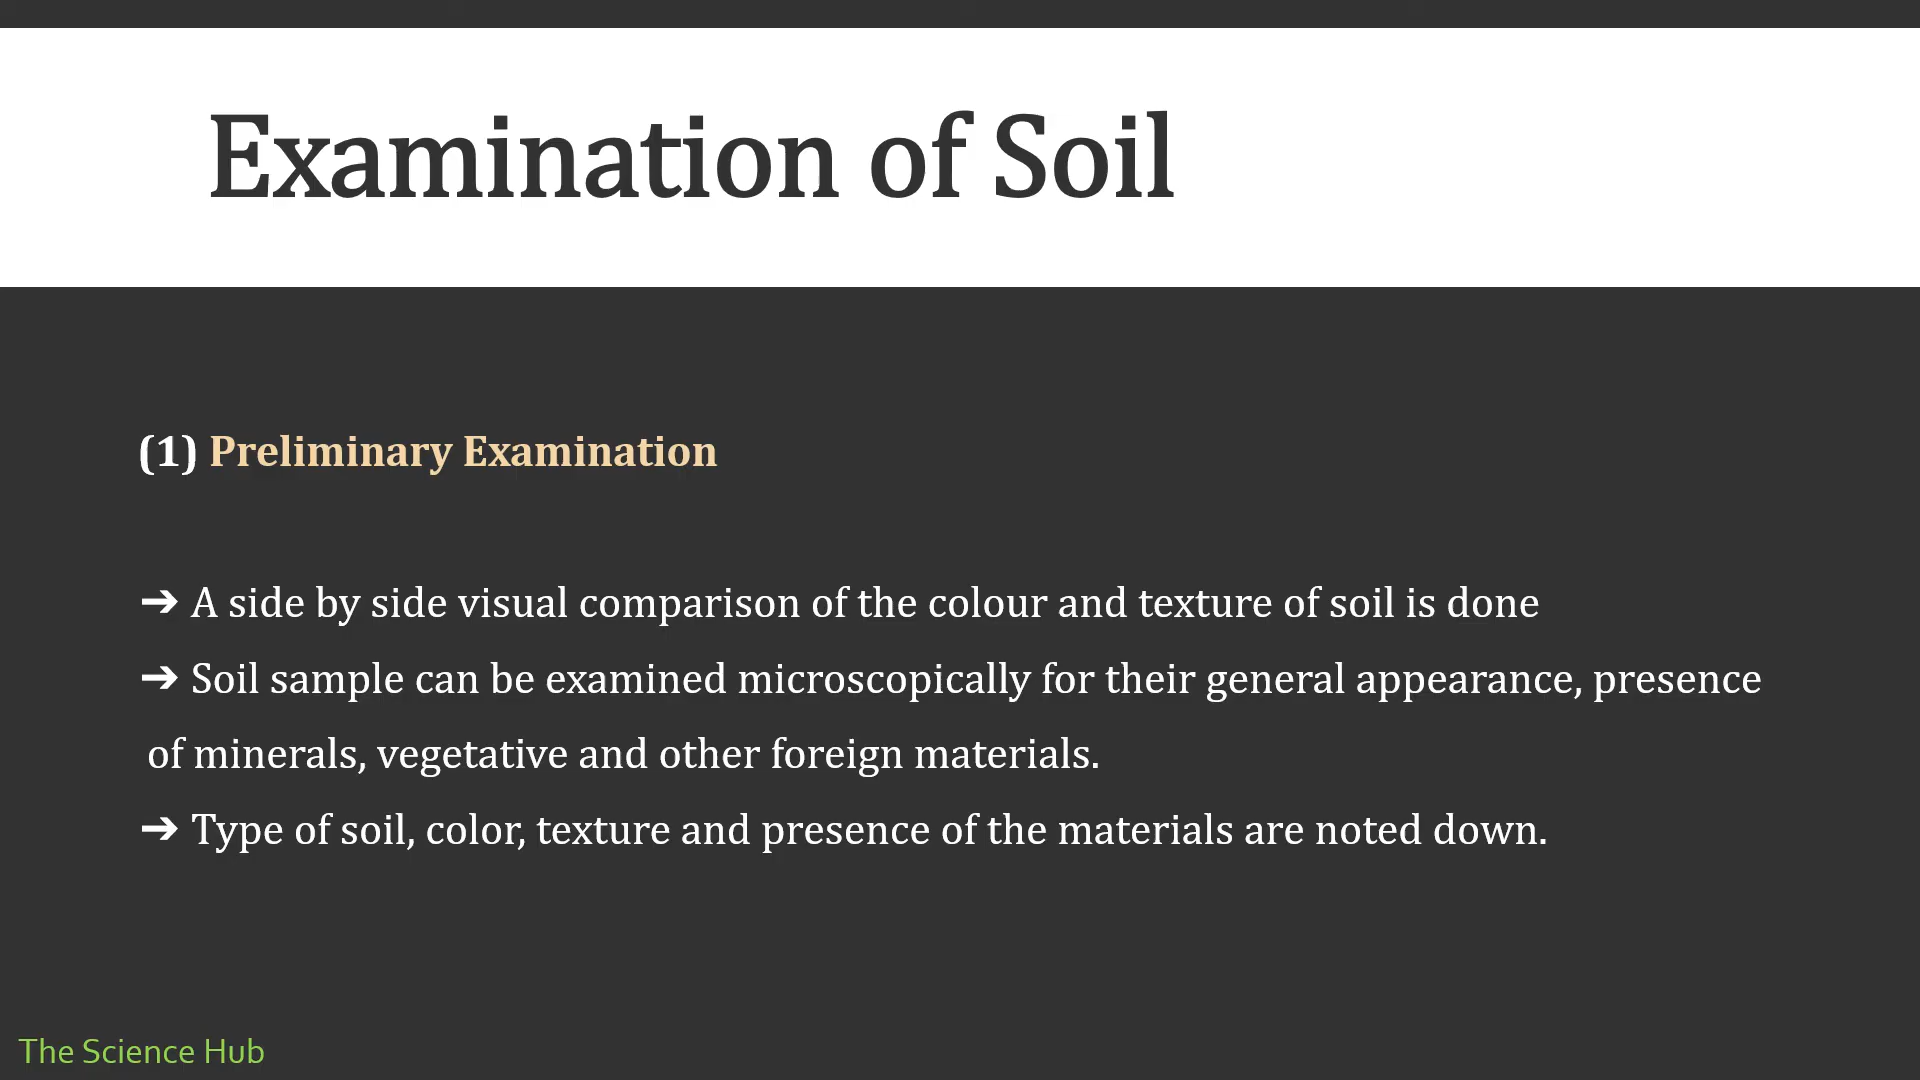 Examination of Soil
(1) Preliminary Examination
➔ A side by side visual comparison of the colour and texture of soil is done
➔ Soil sample can be examined microscopically for their general appearance, presence
of minerals, vegetative and other foreign materials.
➔ Type of soil, color, texture and presence of the materials are noted down.
The Science Hub